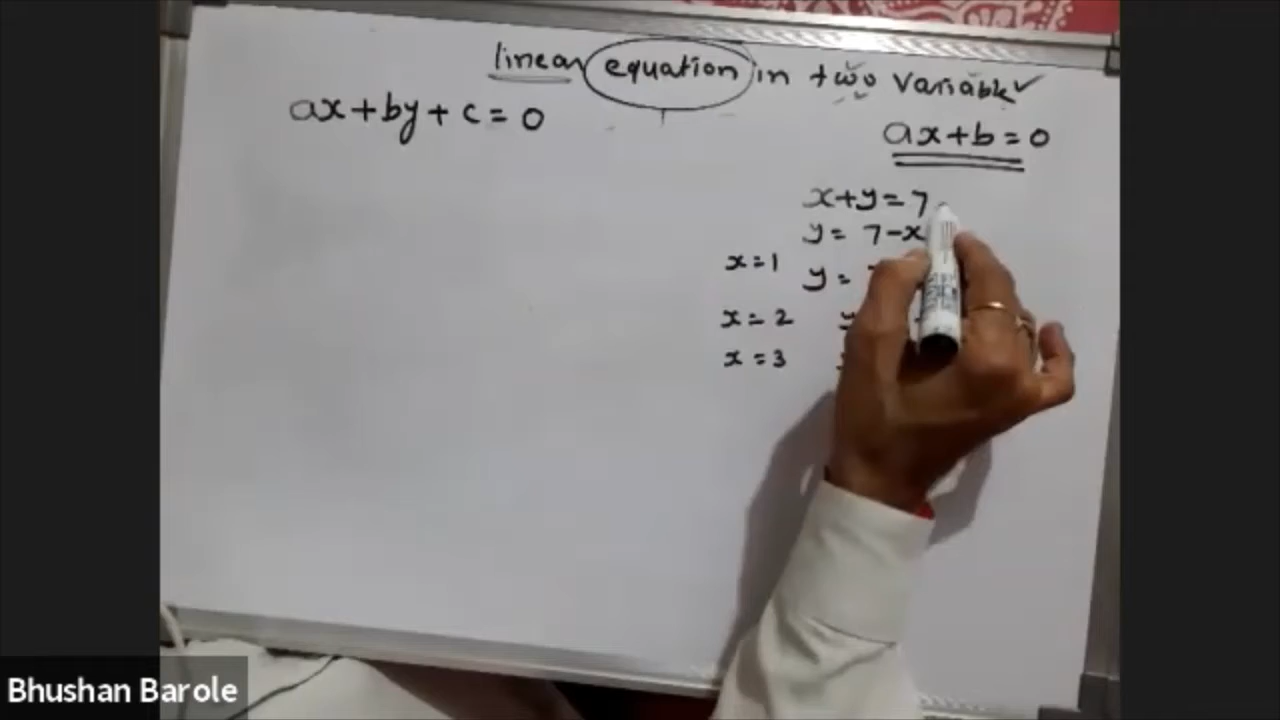 linear equation in two variable
ax+by+c=0
ax+b=0
x+y=7
y=7-x
x=1 y=
x=2 y
x=3
Bhushan Barole